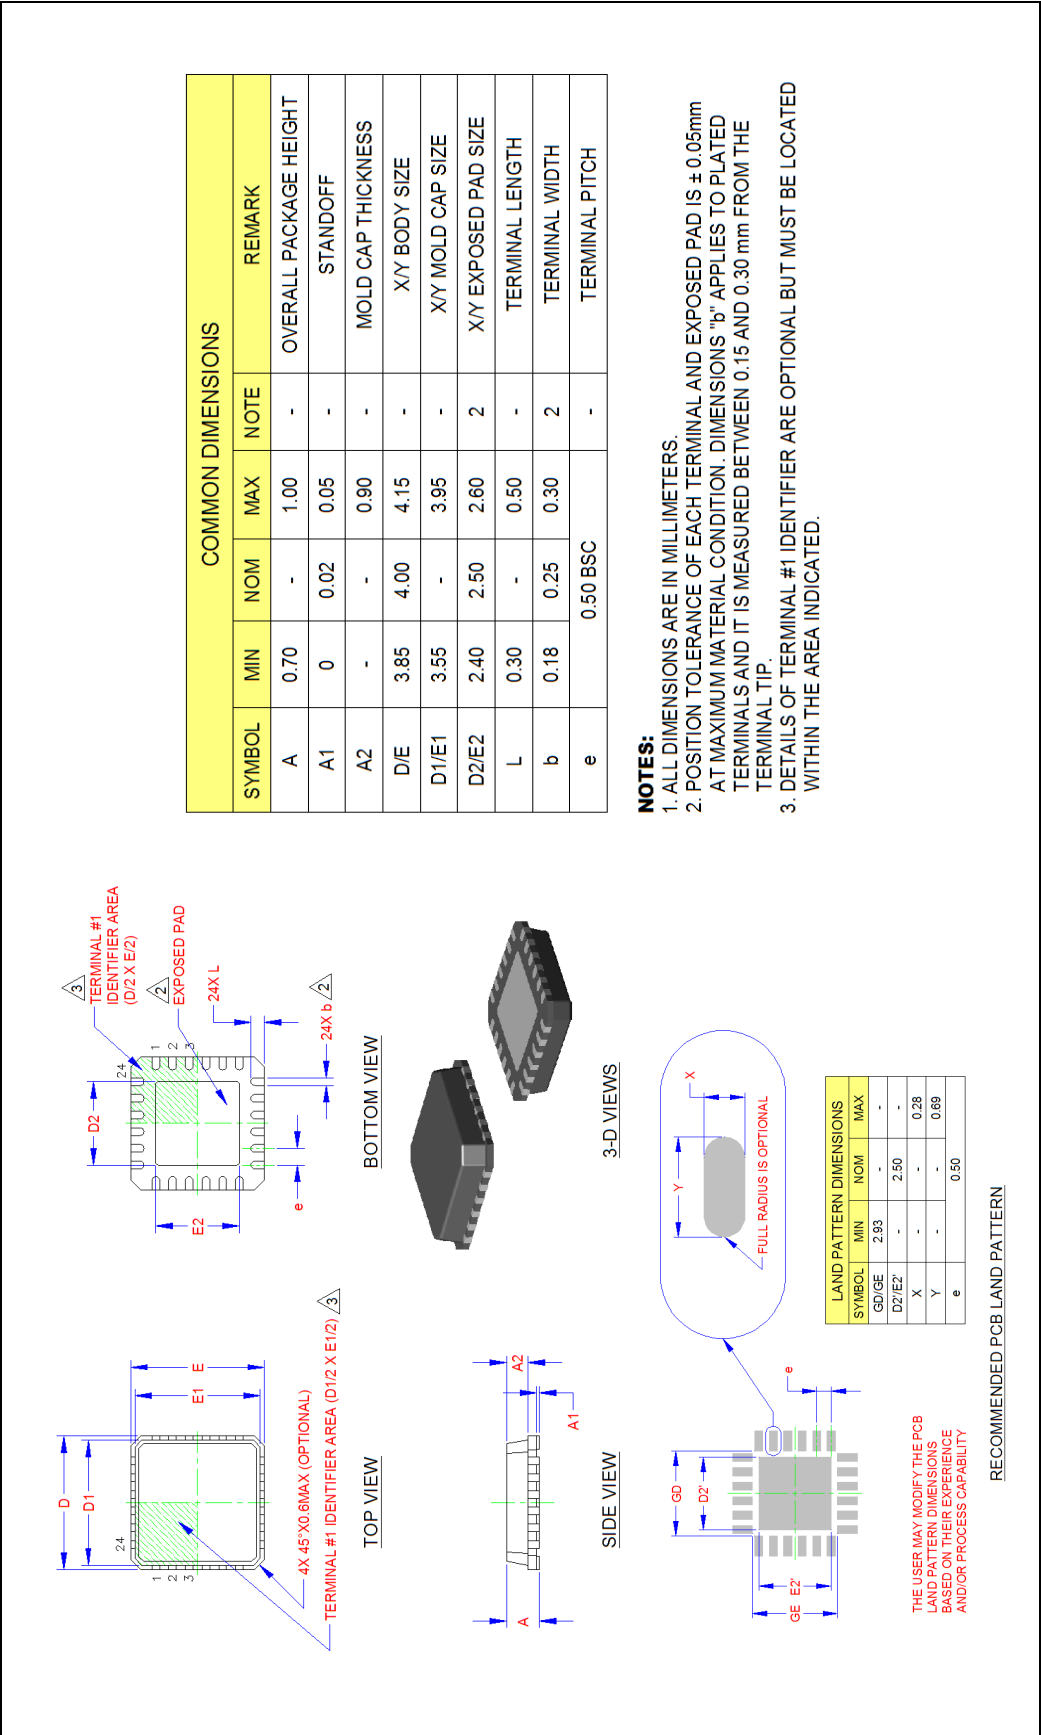 D
D1
24
1
2
3
E1
E
4X 45°X0.6MAX (OPTIONAL)
TERMINAL #1 IDENTIFIER AREA (D1/2 X E1/2) 3
TOP VIEW
D2
24
1
2
3
E2
e
3
TERMINAL #1
IDENTIFIER AREA
(D/2 X E/2)
2
EXPOSED PAD
24X L
24X b 2
BOTTOM VIEW
A
A2
A1
SIDE VIEW
3-D VIEWS
GD
D2'
GE
E2'
e
X
Y
FULL RADIUS IS OPTIONAL
THE USER MAY MODIFY THE PCB
LAND PATTERN DIMENSIONS
BASED ON THEIR EXPERIENCE
AND/OR PROCESS CAPABILITY
LAND PATTERN DIMENSIONS
SYMBOL MIN NOM MAX
GD/GE 2.93 - -
D2'/E2' - 2.50 -
X - - 0.28
Y - - 0.69
e 0.50
RECOMMENDED PCB LAND PATTERN
COMMON DIMENSIONS
SYMBOL MIN NOM MAX NOTE REMARK
A 0.70 - 1.00 - OVERALL PACKAGE HEIGHT
A1 0 0.02 0.05 - STANDOFF
A2 - - 0.90 - MOLD CAP THICKNESS
D/E 3.85 4.00 4.15 - X/Y BODY SIZE
D1/E1 3.55 - 3.95 - X/Y MOLD CAP SIZE
D2/E2 2.40 2.50 2.60 2 X/Y EXPOSED PAD SIZE
L 0.30 - 0.50 - TERMINAL LENGTH
b 0.18 0.25 0.30 2 TERMINAL WIDTH
e 0.50 BSC - TERMINAL PITCH
NOTES:
1. ALL DIMENSIONS ARE IN MILLIMETERS.
2. POSITION TOLERANCE OF EACH TERMINAL AND EXPOSED PAD IS ± 0.05mm
AT MAXIMUM MATERIAL CONDITION. DIMENSIONS "b" APPLIES TO PLATED
TERMINALS AND IT IS MEASURED BETWEEN 0.15 AND 0.30 mm FROM THE
TERMINAL TIP.
3. DETAILS OF TERMINAL #1 IDENTIFIER ARE OPTIONAL BUT MUST BE LOCATED
WITHIN THE AREA INDICATED.